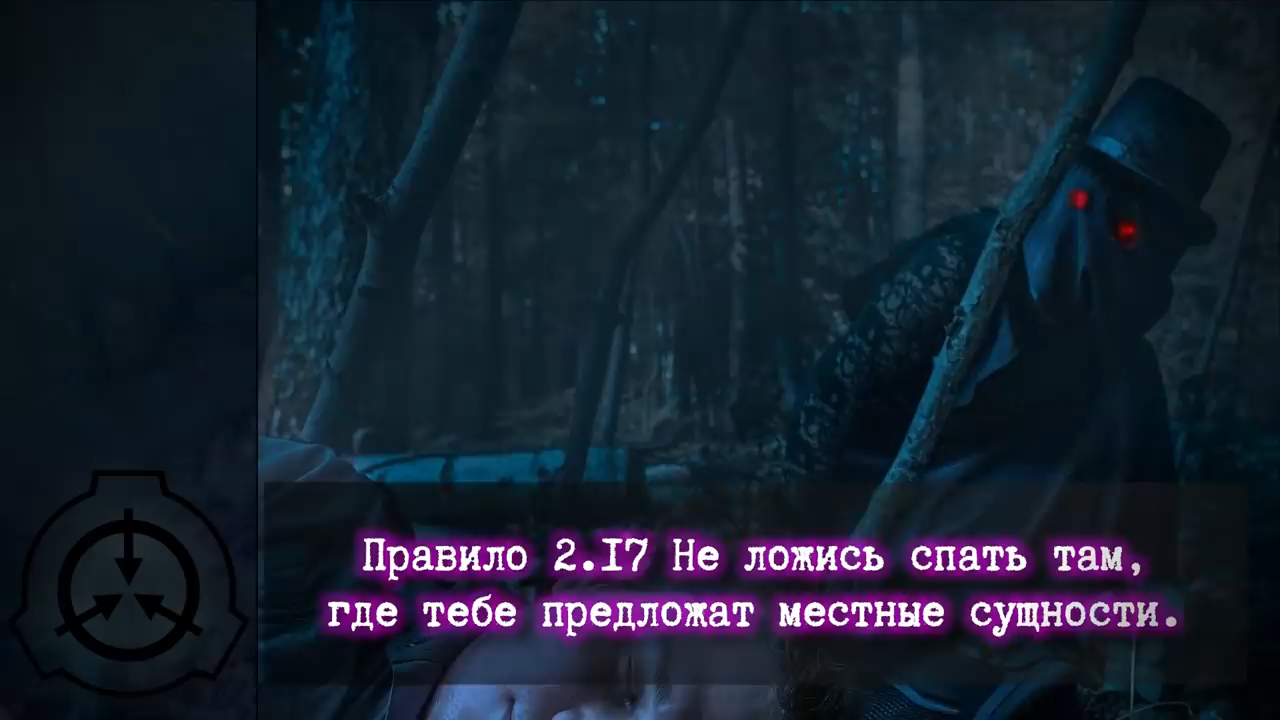 Правило 2.17 Не ложись спать там,
где тебе предложат местные сущности.